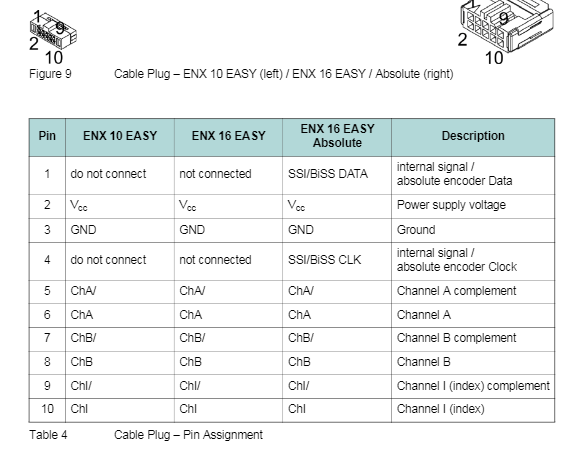 1 9
2
10
1 9
2
10
Figure 9 Cable Plug – ENX 10 EASY (left) / ENX 16 EASY / Absolute (right)
Pin ENX 10 EASY ENX 16 EASY ENX 16 EASY Absolute Description
1 do not connect not connected SSI/BiSS DATA internal signal /
absolute encoder Data
2 Vcc Vcc Vcc Power supply voltage
3 GND GND GND Ground
4 do not connect not connected SSI/BiSS CLK internal signal /
absolute encoder Clock
5 ChA/ ChA/ ChA/ Channel A complement
6 ChA ChA ChA Channel A
7 ChB/ ChB/ ChB/ Channel B complement
8 ChB ChB ChB Channel B
9 ChI/ ChI/ ChI/ Channel I (index) complement
10 ChI ChI ChI Channel I (index)
Table 4 Cable Plug – Pin Assignment